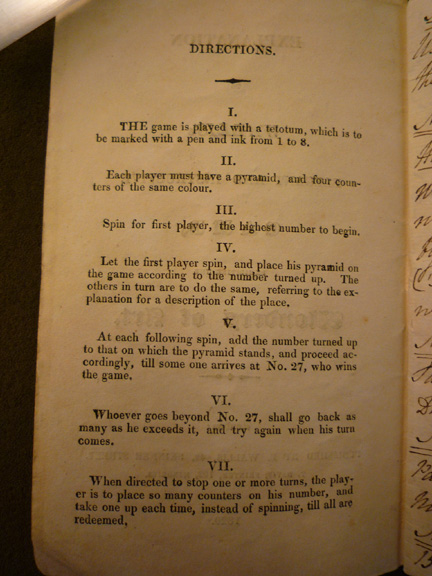 DIRECTIONS.
I.
THE game is played with a tetotum, which is to
be marked with a pen and ink from 1 to 8.
II.
Each player must have a pyramid, and four coun-
ters of the same colour.
III.
Spin for first player, the highest number to begin.
IV.
Let the first player spin, and place his pyramid on
the game according to the number turned up. The
others in turn are to do the same, referring to the ex-
planation for a description of the place.
V.
At each following spin, add the number turned up
to that on which the pyramid stands, and proceed ac-
cordingly, till some one arrives at No. 27, who wins
the game.
VI.
Whoever goes beyond No. 27, shall go back as
many as he exceeds it, and try again when his turn
comes.
VII.
When directed to stop one or more turns, the play-
er is to place so many counters on his number, and
take one up each time, instead of spinning, till all are
redeemed.